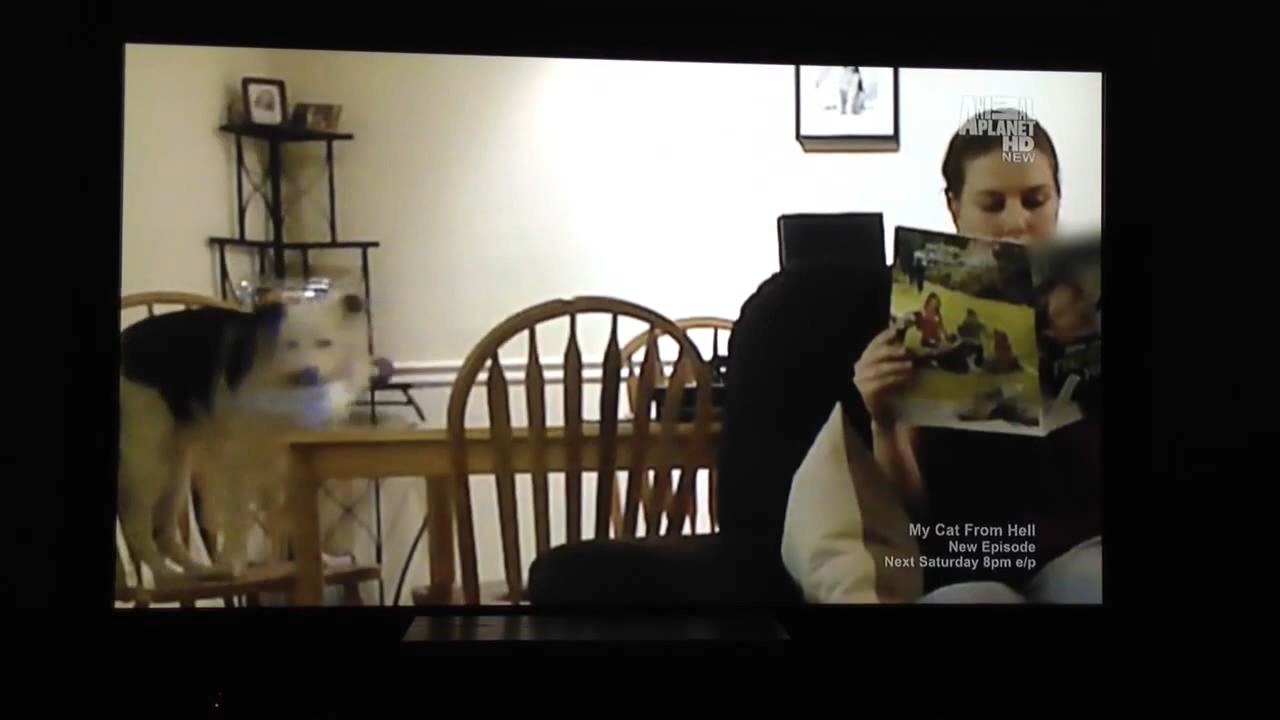 ANIMAL
PLANET
HD
NEW
My Cat From Hell
New Episode
Next Saturday 8pm e/p